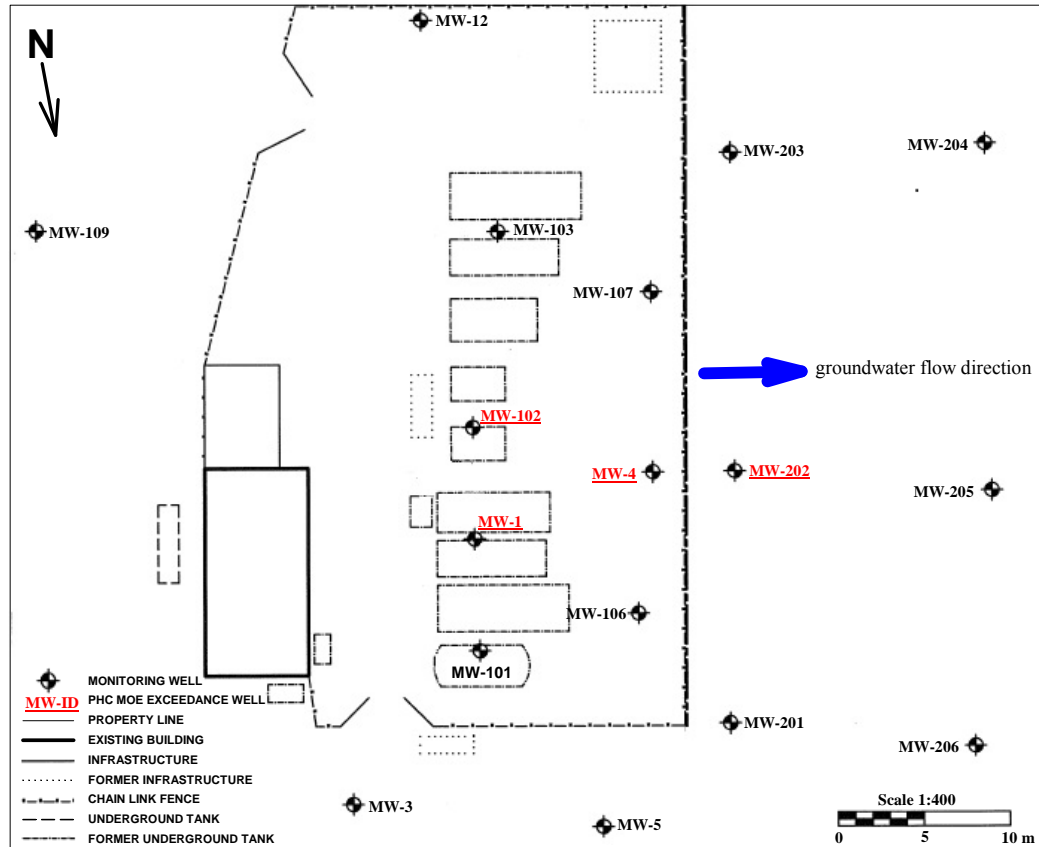 MW-12
N
MW-203
MW-204
MW-109
MW-103
MW-107
groundwater flow direction
MW-102
MW-4
MW-202
MW-205
MW-1
MW-106
MW-101
MONITORING WELL
MW-ID PHC MOE EXCEEDANCE WELL
PROPERTY LINE
MW-201
EXISTING BUILDING
MW-206
INFRASTRUCTURE
FORMER INFRASTRUCTURE
CHAIN LINK FENCE
Scale 1:400
MW-3
UNDERGROUND TANK
MW-5
FORMER UNDERGROUND TANK
0 5 10 m